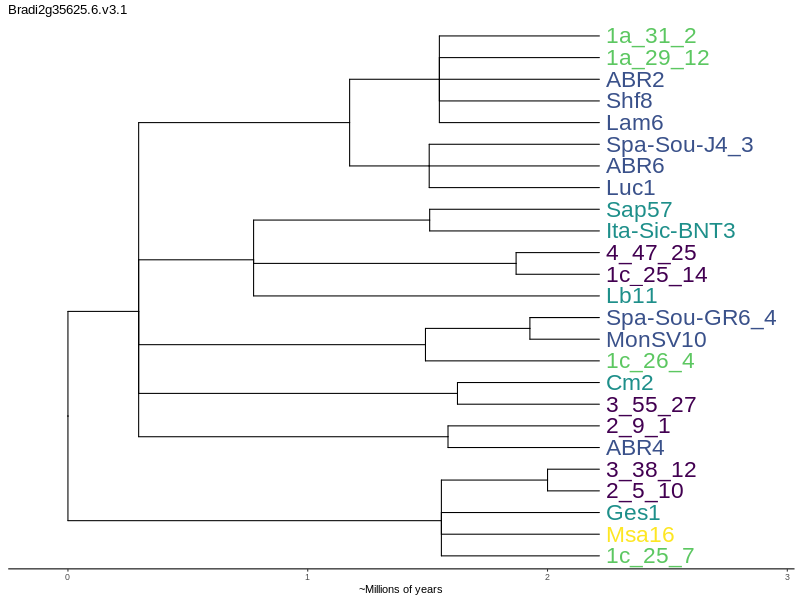 Bradi2g35625.6.v3.1
1a_31_2
1a_29_12
ABR2
Shf8
Lam6
Spa-Sou-J4_3
ABR6
Luc1
Sap57
Ita-Sic-BNT3
4_47_25
1c_25_14
Lb11
Spa-Sou-GR6_4
MonSV10
1c_26_4
Cm2
3_55_27
2_9_1
ABR4
3_38_12
2_5_10
Ges1
Msa16
1c_25_7
0 1 2 3
~Millions of years